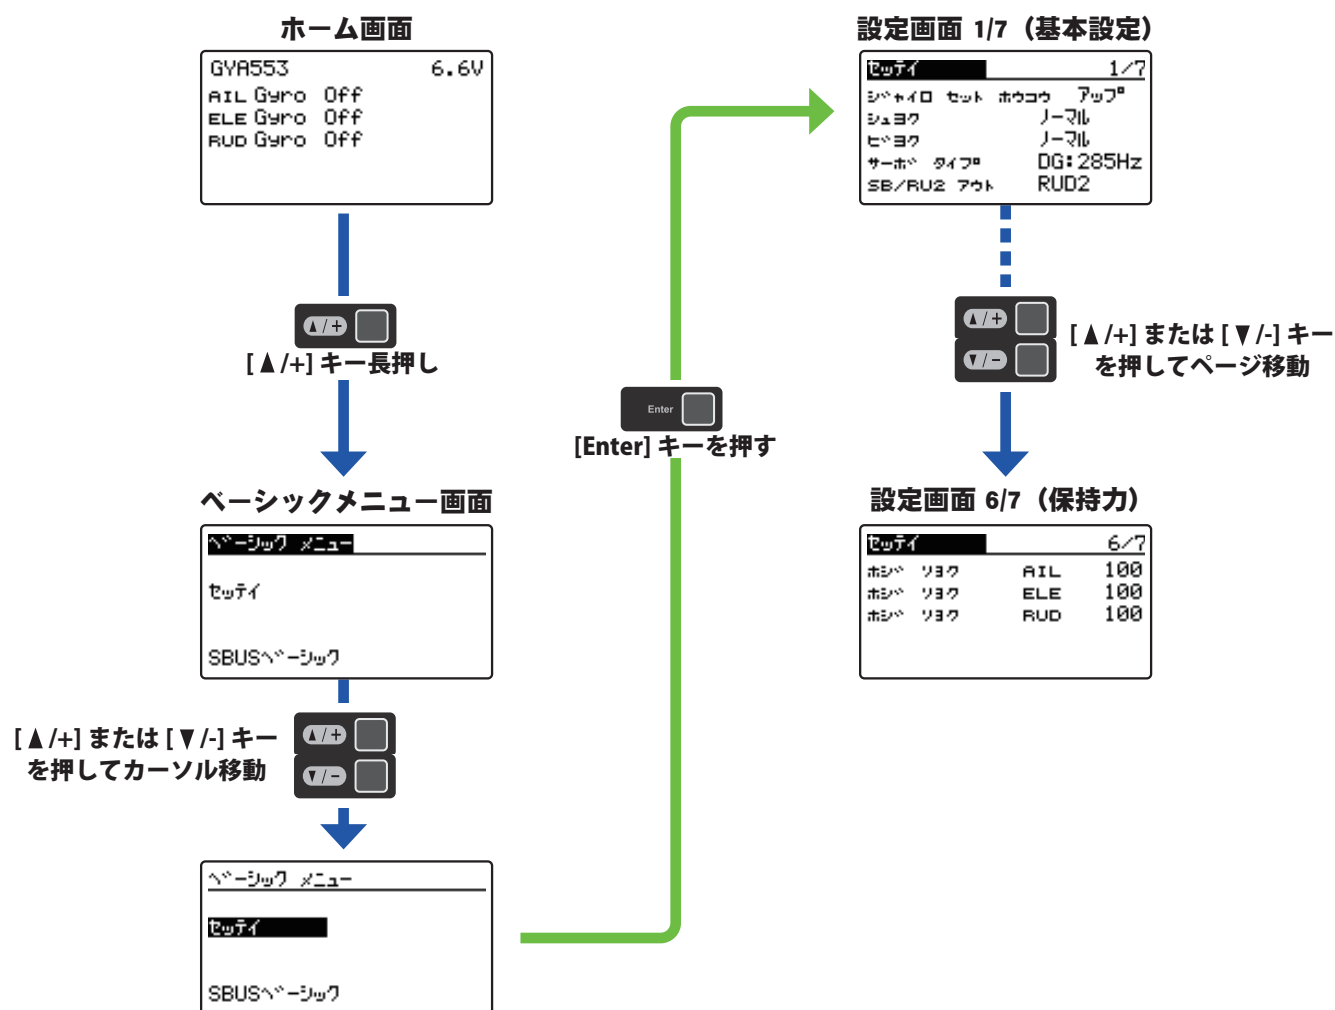 ホーム画面
GYA553 6.6V
AIL Gyro Off
ELE Gyro Off
RUD Gyro Off
▲/+
[▲/+] キー長押し
ベーシックメニュー画面
ベーシック メニュー
セッテイ
SBUSベーシック
[▲/+] または [▼/-] キー
を押してカーソル移動
▲/+
▼/-
ベーシック メニュー
セッテイ
SBUSベーシック
Enter
[Enter] キーを押す
設定画面 1/7（基本設定）
セッテイ 1/7
ジャイロ セット ホウコウ アップ
シュヨク ノーマル
ビヨク ノーマル
サーボ タイプ DG:285Hz
SB/RU2 アウト RUD2
▲/+
▼/-
[▲/+] または [▼/-] キー
を押してページ移動
設定画面 6/7（保持力）
セッテイ 6/7
ホジ リョク AIL 100
ホジ リョク ELE 100
ホジ リョク RUD 100